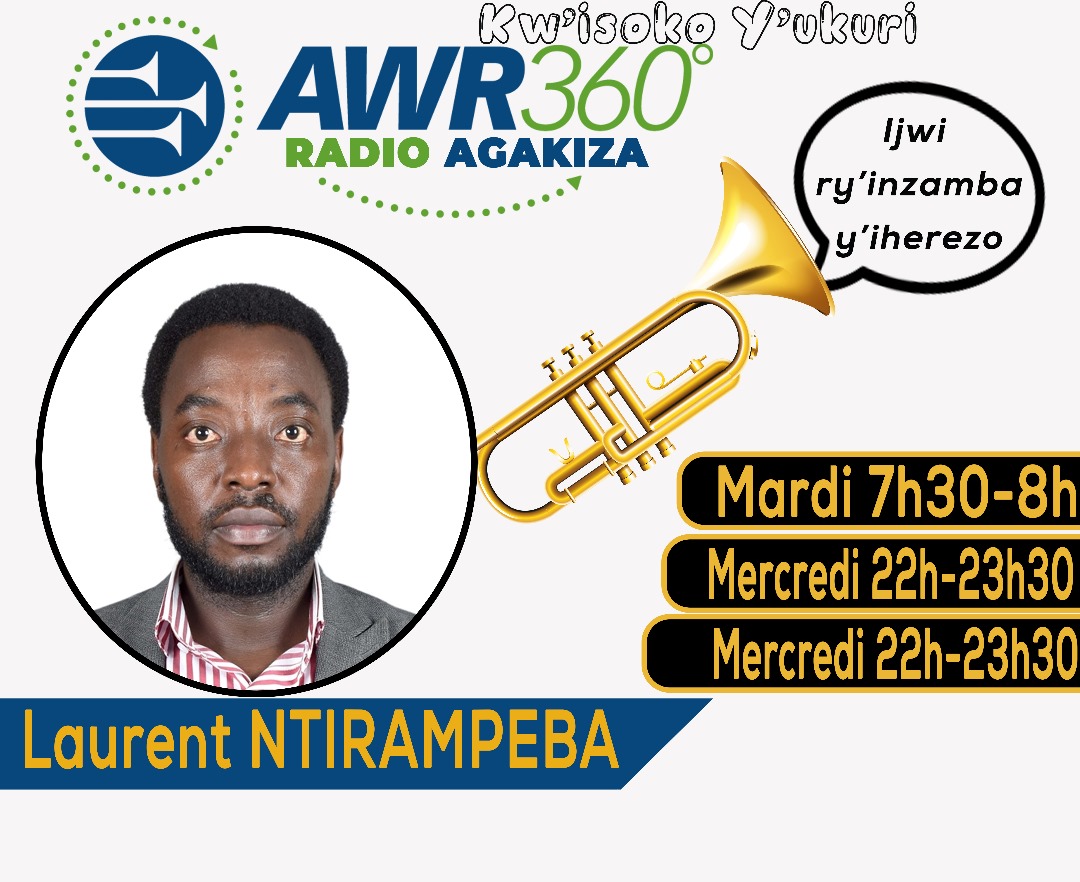 Kw'isoko Y'ukuri
AWR360°
RADIO AGAKIZA
Ijwi
ry'inzamba
y'iherezo
Mardi 7h30-8h
Mercredi 22h-23h30
Mercredi 22h-23h30
Laurent NTIRAMPEBA